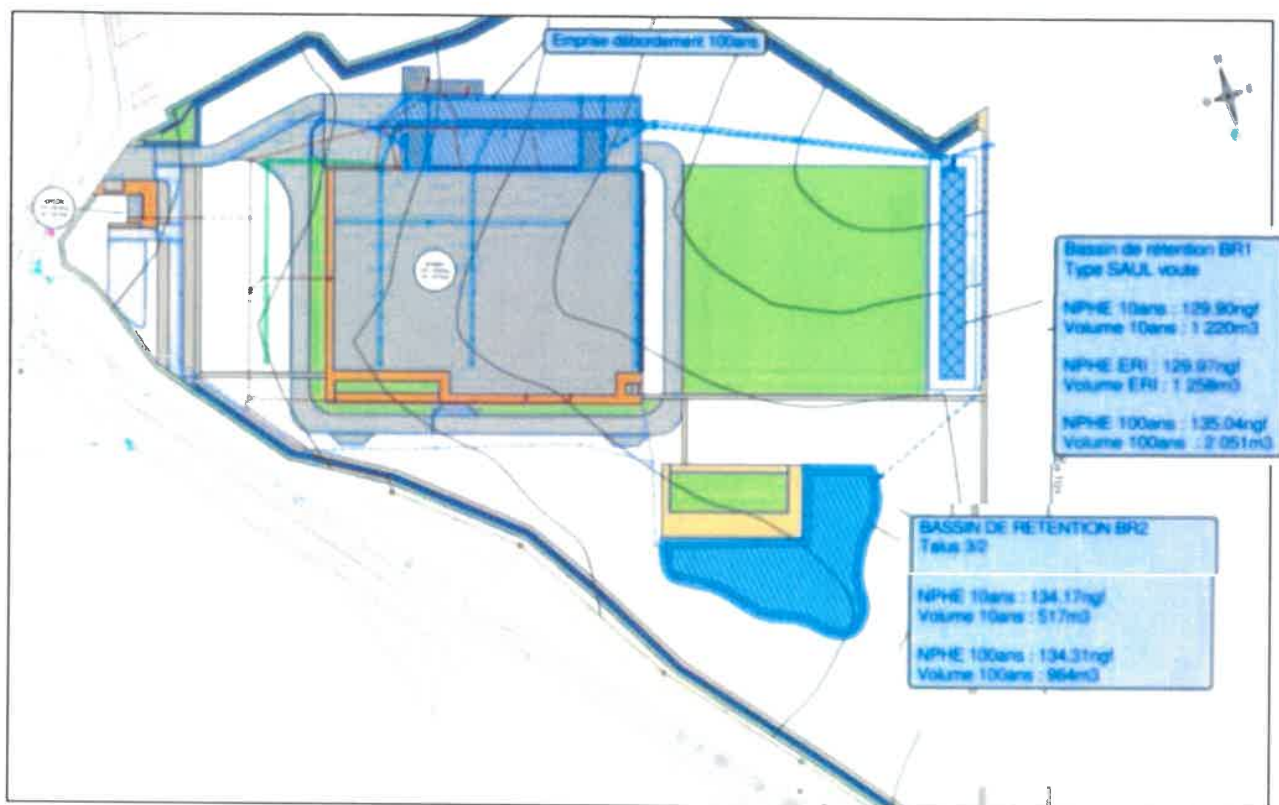 Emprise débordement 100ans
Bassin de rétention BR1
Type SAUL voute
NPHE 10ans : 129.90ngf
Volume 10ans : 1 220m3
NPHE ERI : 129.97ngf
Volume ERI : 1 258m3
NPHE 100ans : 135.04ngf
Volume 100ans : 2 051m3
BASSIN DE RETENTION BR2
Talus 3/2
NPHE 10ans : 134.17ngf
Volume 10ans : 517m3
NPHE 100ans : 134.31ngf
Volume 100ans : 964m3